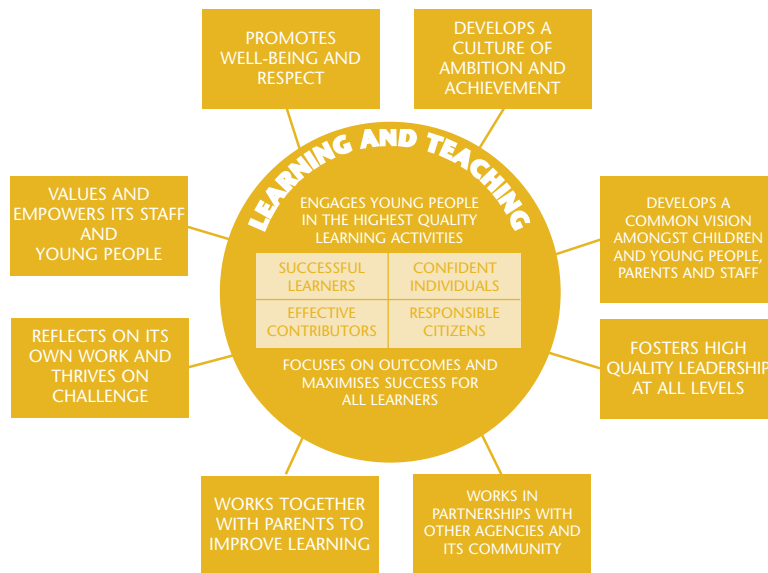 PROMOTES
WELL-BEING AND
RESPECT
DEVELOPS A
CULTURE OF
AMBITION AND
ACHIEVEMENT
VALUES AND
EMPOWERS ITS STAFF
AND
YOUNG PEOPLE
LEARNING AND TEACHING
ENGAGES YOUNG PEOPLE
IN THE HIGHEST QUALITY
LEARNING ACTIVITIES
SUCCESSFUL
LEARNERS
CONFIDENT
INDIVIDUALS
EFFECTIVE
CONTRIBUTORS
RESPONSIBLE
CITIZENS
FOCUSES ON OUTCOMES AND
MAXIMISES SUCCESS FOR
ALL LEARNERS
DEVELOPS A
COMMON VISION
AMONGST CHILDREN
AND YOUNG PEOPLE,
PARENTS AND STAFF
REFLECTS ON ITS
OWN WORK AND
THRIVES ON
CHALLENGE
FOSTERS HIGH
QUALITY LEADERSHIP
AT ALL LEVELS
WORKS TOGETHER
WITH PARENTS TO
IMPROVE LEARNING
WORKS IN
PARTNERSHIPS WITH
OTHER AGENCIES AND
ITS COMMUNITY